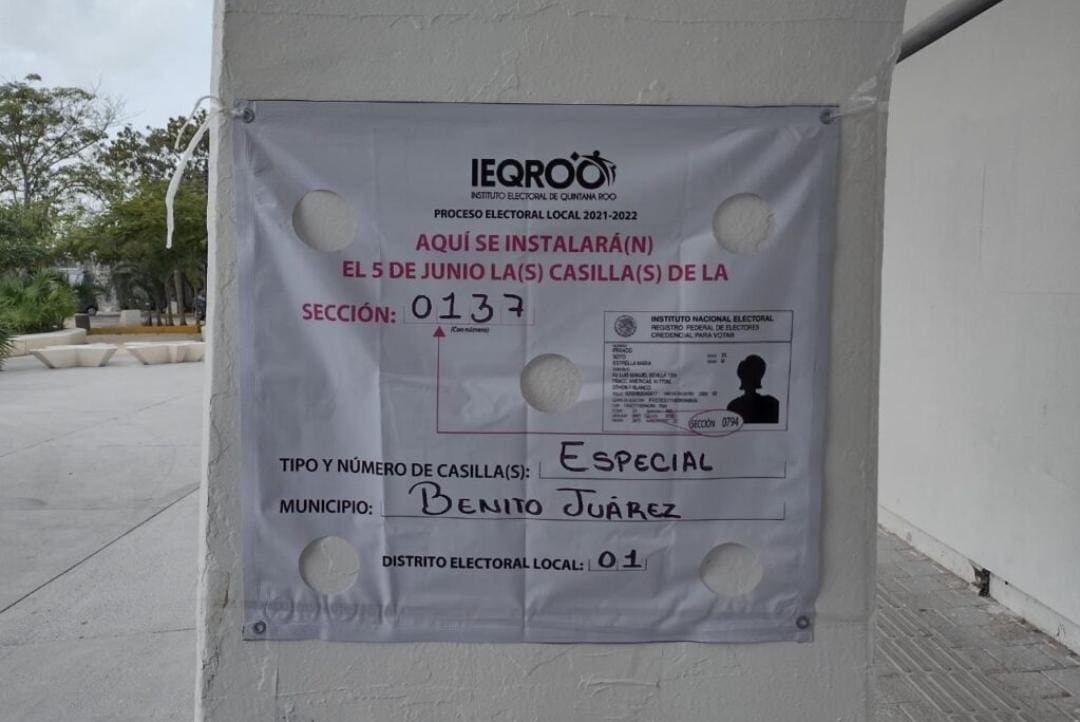 IEQROO
INSTITUTO ELECTORAL DE QUINTANA ROO
PROCESO ELECTORAL LOCAL 2021-2022
AQUÍ SE INSTALARÁ(N)
EL 5 DE JUNIO LA(S) CASILLA(S) DE LA
SECCIÓN: 0137
(Con número)
INSTITUTO NACIONAL ELECTORAL
REGISTRO FEDERAL DE ELECTORES
CREDENCIAL PARA VOTAR
SECCIÓN 0794
TIPO Y NÚMERO DE CASILLA(S): ESPECIAL
MUNICIPIO: BENITO JUÁREZ
DISTRITO ELECTORAL LOCAL: 01